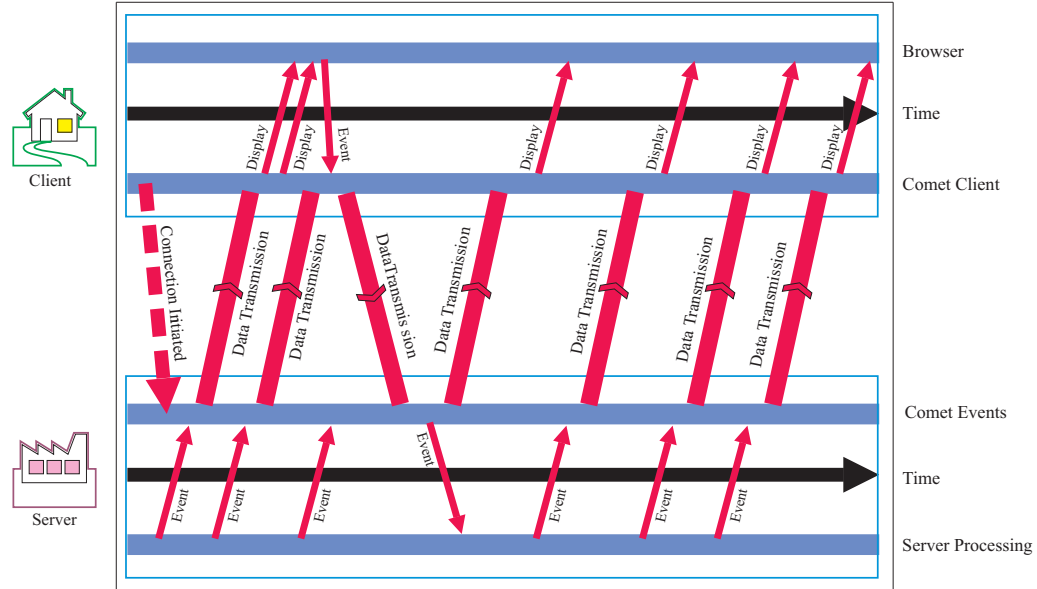 Browser
Time
Display
Display
Event
Display
Display
Display
Display
Client
Comet Client
Connection Initiated
Data Transmission
Data Transmission
DataTransmis sion
Data Transmission
Data Transmission
Data Transmission
Data Transmission
Comet Events
Event
Time
Event
Event
Event
Event
Event
Event
Server
Server Processing